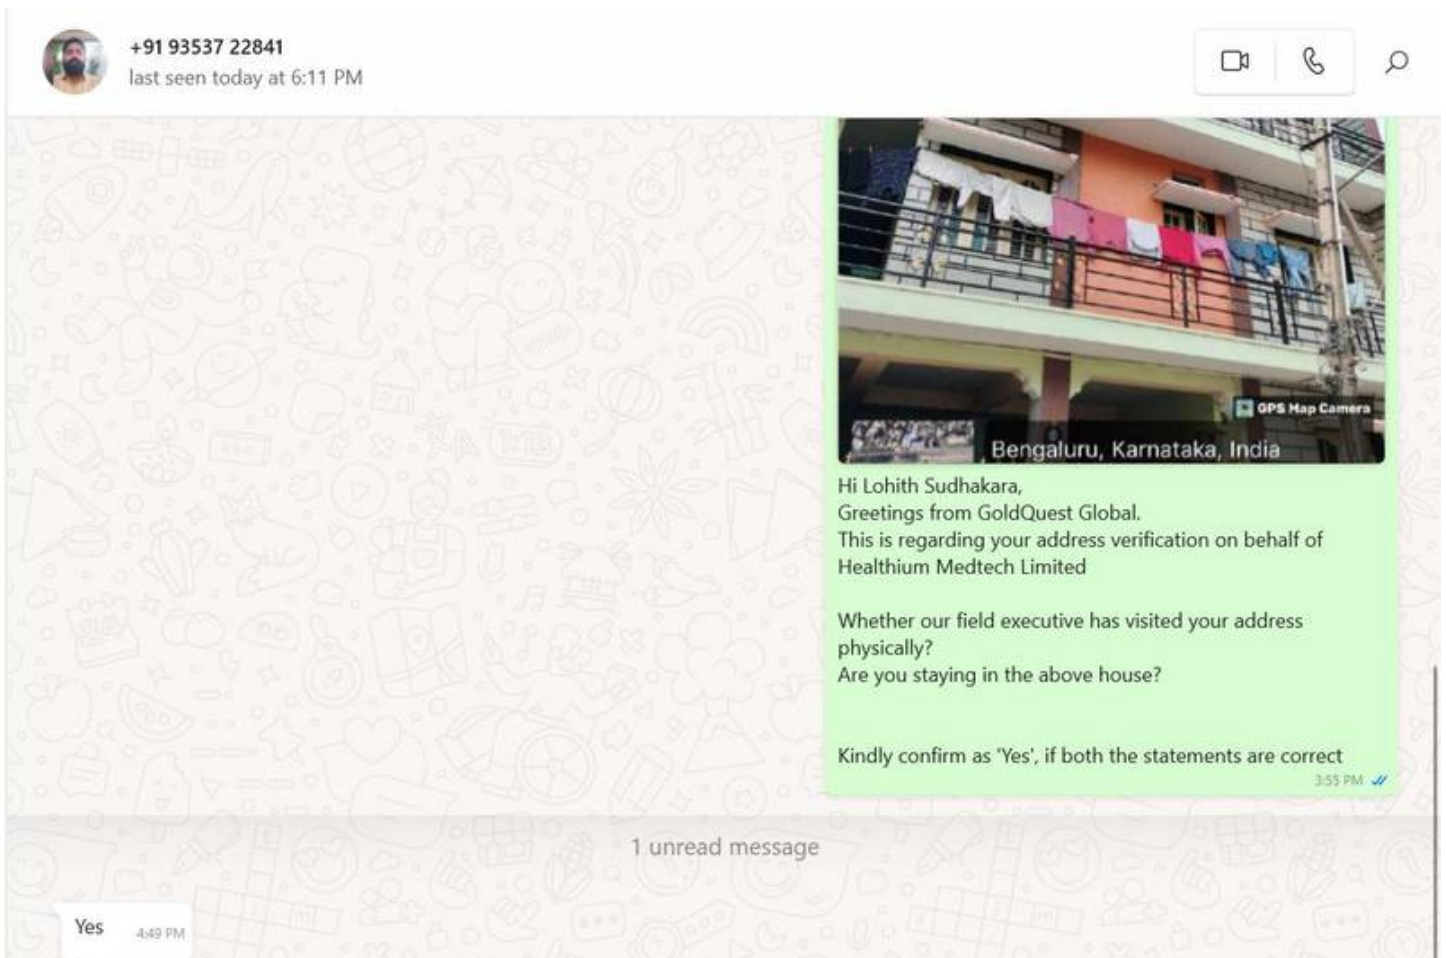 +91 93537 22841
last seen today at 6:11 PM
GPS Map Camera
Bengaluru, Karnataka, India
Hi Lohith Sudhakara,
Greetings from GoldQuest Global.
This is regarding your address verification on behalf of
Healthium Medtech Limited
Whether our field executive has visited your address
physically?
Are you staying in the above house?
Kindly confirm as 'Yes', if both the statements are correct
3:55 PM
1 unread message
Yes
4:49 PM